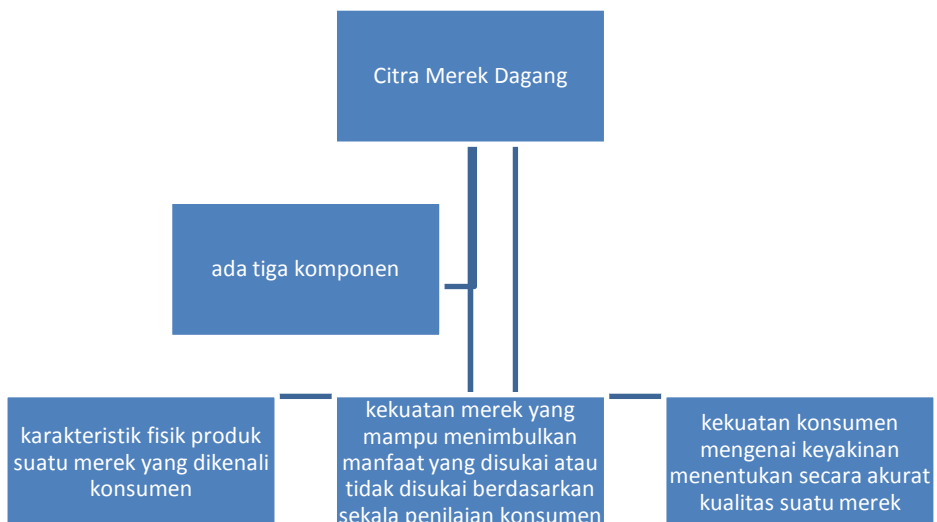 Citra Merek Dagang
ada tiga komponen
karakteristik fisik produk
suatu merek yang dikenali
konsumen
kekuatan merek yang
mampu menimbulkan
manfaat yang disukai atau
tidak disukai berdasarkan
sekala penilaian konsumen
kekuatan konsumen
mengenai keyakinan
menentukan secara akurat
kualitas suatu merek